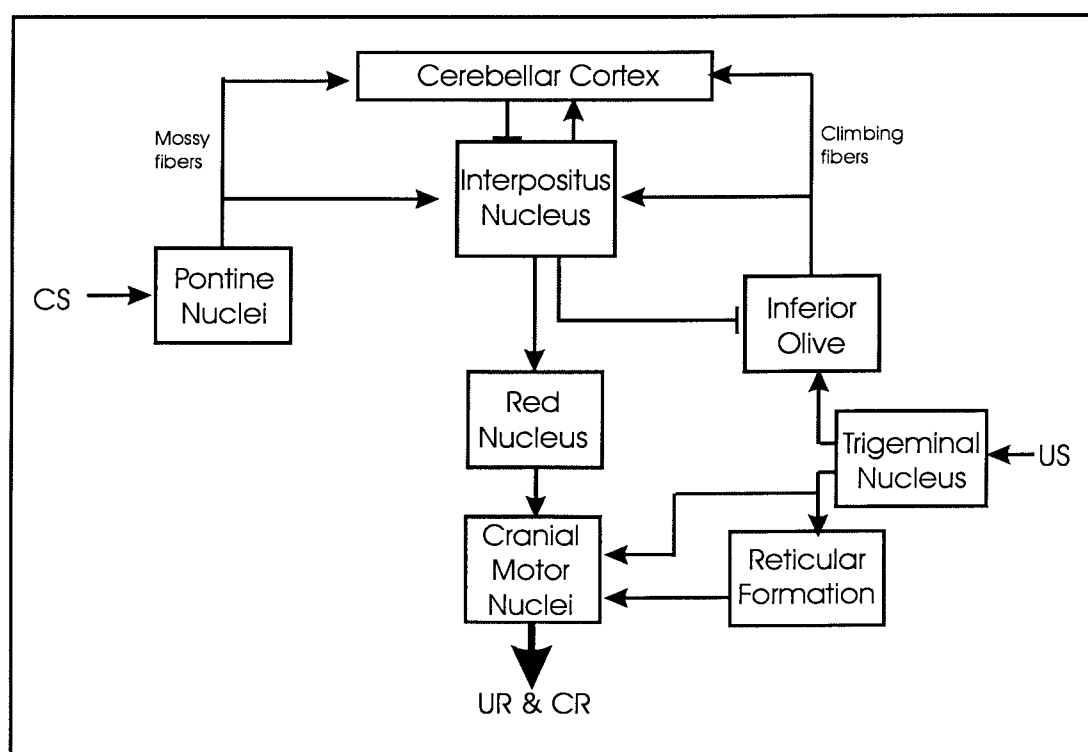 Cerebellar Cortex
Mossy
fibers
Climbing
fibers
Interpositus
Nucleus
CS
Pontine
Nuclei
Inferior
Olive
Red
Nucleus
Trigeminal
Nucleus
US
Cranial
Motor
Nuclei
Reticular
Formation
UR & CR